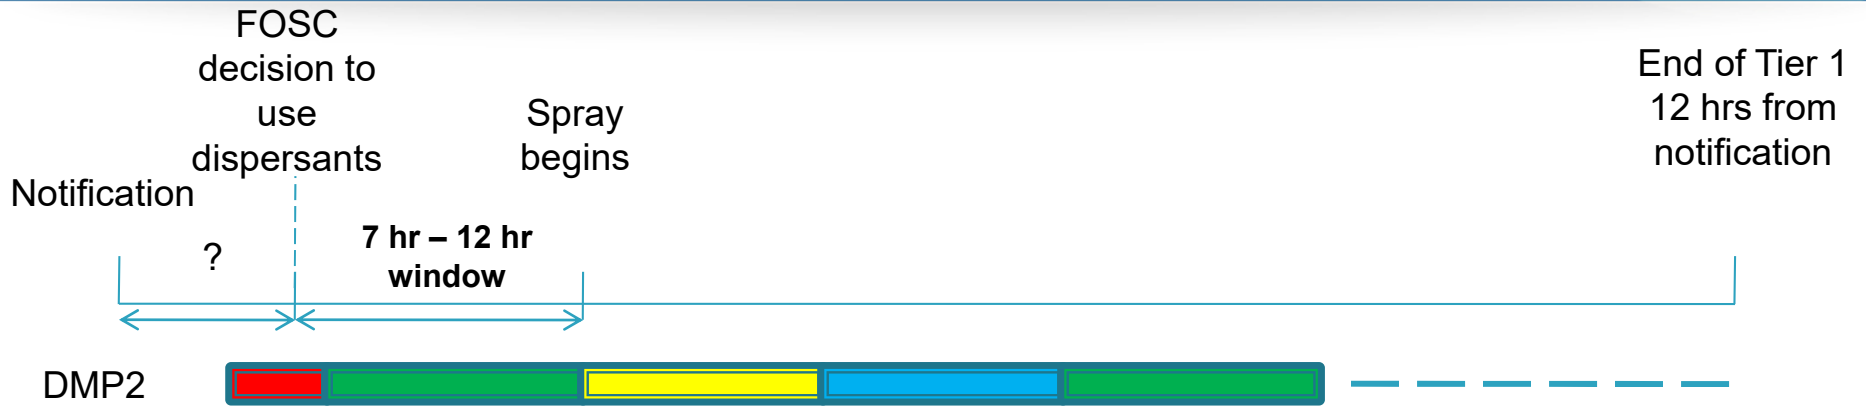 FOSC
decision to
use
dispersants
End of Tier 1
12 hrs from
notification
Spray
begins
Notification
?
7 hr – 12 hr
window
DMP2